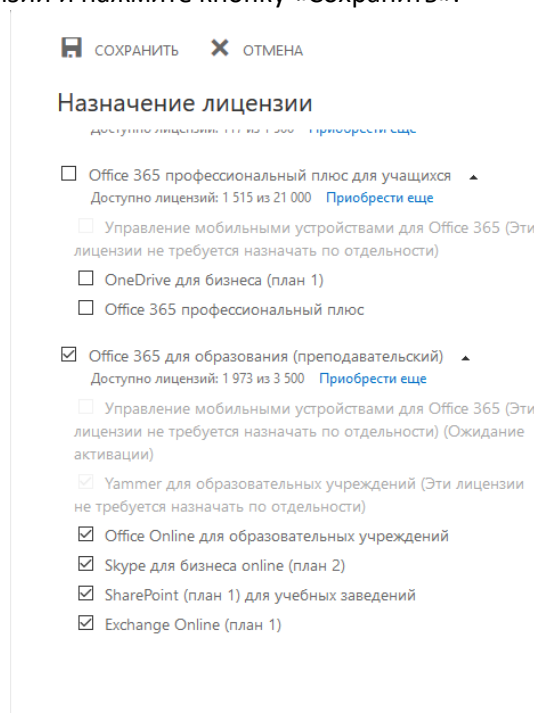 и нажмите кнопку «Сохранить».
СОХРАНИТЬ ОТМЕНА
Назначение лицензии
Доступно лицензий: из Приобрести еще
Office 365 профессиональный плюс для учащихся
Доступно лицензий: 1 515 из 21 000 Приобрести еще
Управление мобильными устройствами для Office 365 (Эти
лицензии не требуется назначать по отдельности)
OneDrive для бизнеса (план 1)
Office 365 профессиональный плюс
Office 365 для образования (преподавательский)
Доступно лицензий: 1 973 из 3 500 Приобрести еще
Управление мобильными устройствами для Office 365 (Эти
лицензии не требуется назначать по отдельности) (Ожидание
активации)
Yammer для образовательных учреждений (Эти лицензии
не требуется назначать по отдельности)
Office Online для образовательных учреждений
Skype для бизнеса online (план 2)
SharePoint (план 1) для учебных заведений
Exchange Online (план 1)